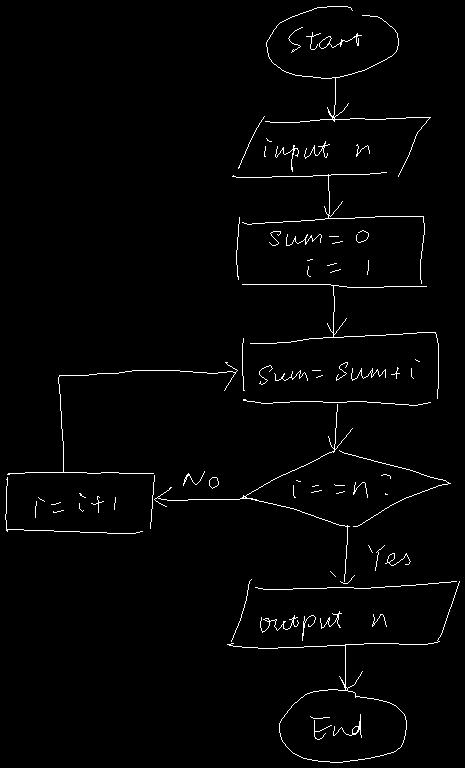 Start
input n
sum = 0
i = 1
sum = sum + i
i == n?
No
i = i + 1
Yes
output n
End